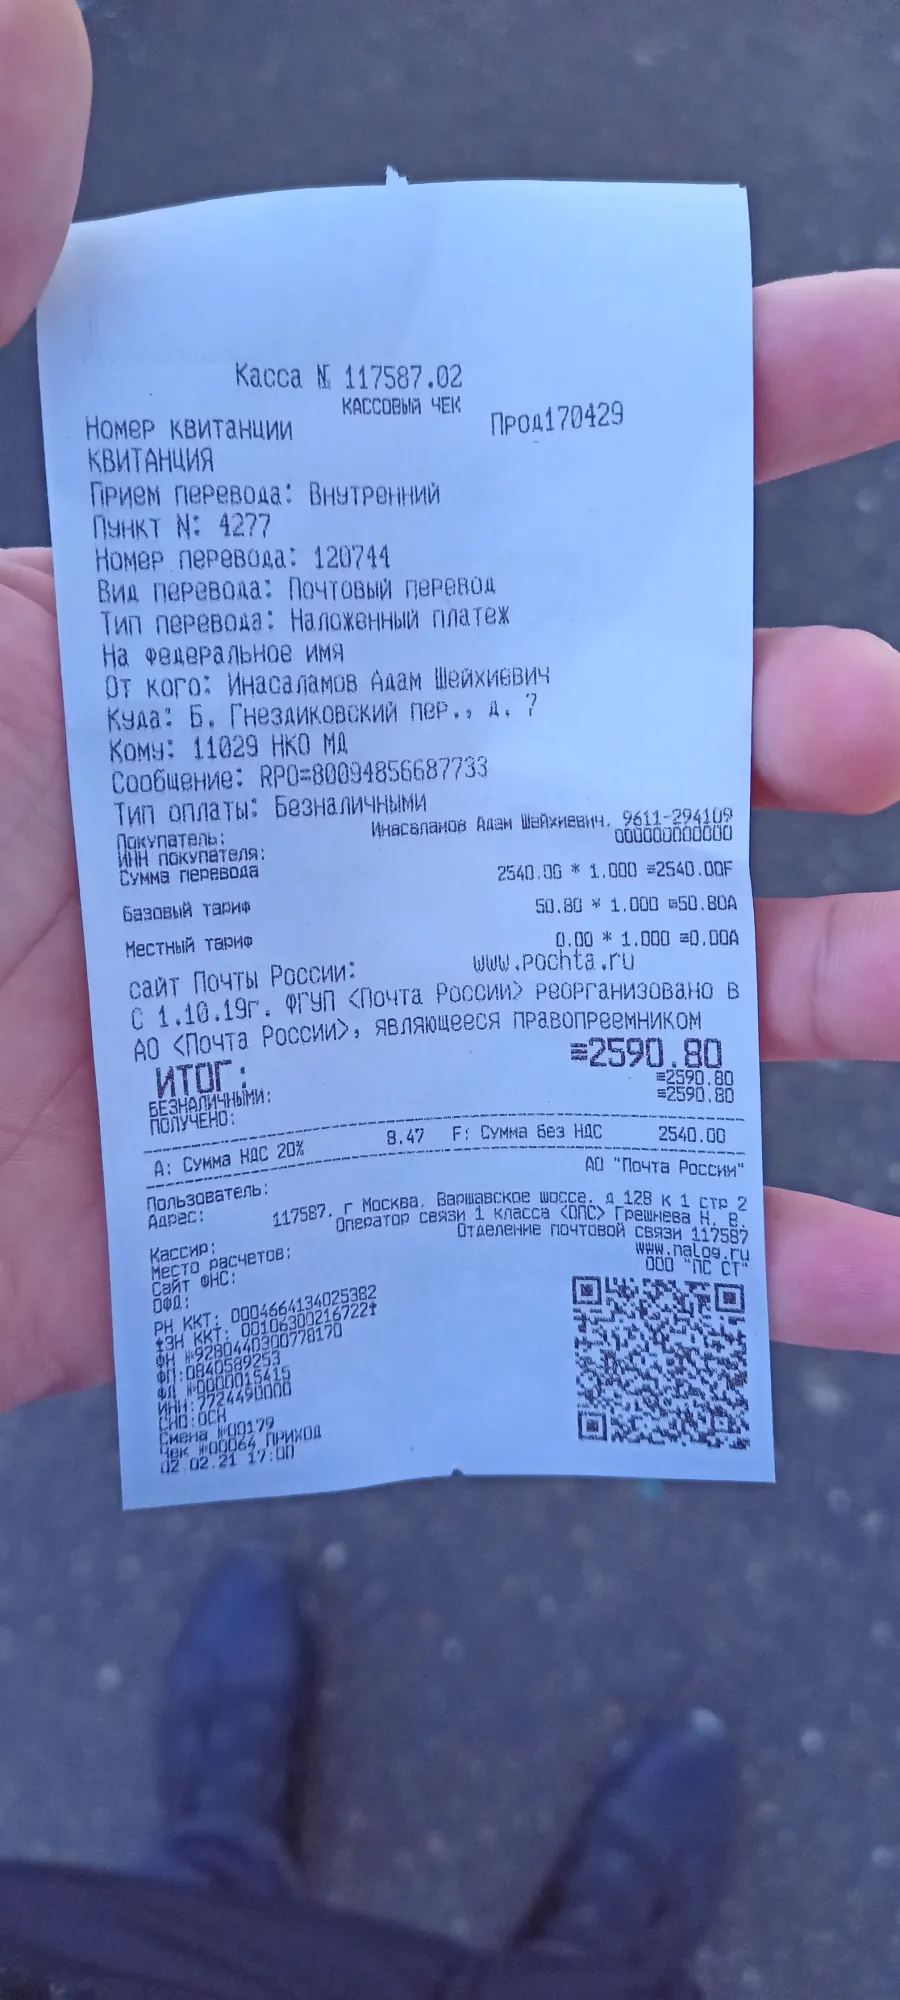 Касса № 117587.02
КАССОВЫЙ ЧЕК
Номер квитанции Прод170429
КВИТАНЦИЯ
Прием перевода: Внутренний
Пункт N: 4277
Номер перевода: 120744
Вид перевода: Почтовый перевод
Тип перевода: Наложенный платеж
На федеральное имя
От кого: Инасаламов Адам Шейхиевич
Куда: Б. Гнездиковский пер., д. 7
Кому: 11029 НКО МД
Сообщение: RPO=80094856687733
Тип оплаты: Безналичными
Покупатель: Инасаламов Адам Шейхиевич. 9611-294109
ИНН покупателя: 000000000000
Сумма перевода 2540.00 * 1.000 ≡2540.00F
Базовый тариф 50.80 * 1.000 ≡50.80А
Местный тариф 0.00 * 1.000 ≡0.00А
сайт Почты России: www.pochta.ru
С 1.10.19г. ФГУП <Почта России> реорганизовано в
АО <Почта России>, являющееся правопреемником
ИТОГ: ≡2590.80
БЕЗНАЛИЧНЫМИ: ≡2590.80
ПОЛУЧЕНО: ≡2590.80
А: Сумма НДС 20% 8.47 F: Сумма без НДС 2540.00
Пользователь: АО "Почта России"
Адрес: 117587, г Москва, Варшавское шоссе, д 128 к 1 стр 2
Кассир: Оператор связи 1 класса <ОПС> Грешнева Н. В.
Место расчетов: Отделение почтовой связи 117587
Сайт ФНС: www.nalog.ru
ОФД: ООО "ПС СТ"
РН ККТ: 0004664134025382
ЗН ККТ: 00106300216722
ФН №9280440300778170
ФП:0840589253
ФД №0000015415
ИНН:7724490000
СНО:ОСН
Смена №00179
Чек №00064 ПРИХОД
02.02.21 17:00